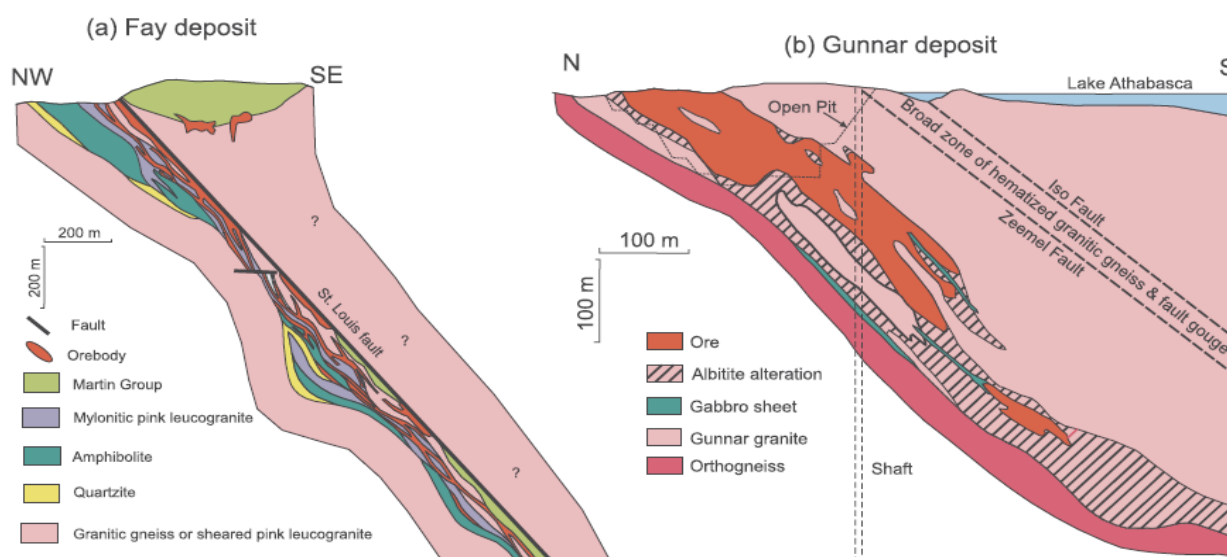 (a) Fay deposit
NW
SE
?
200 m
200 m
?
St. Louis fault
?
Fault
Orebody
Martin Group
Mylonitic pink leucogranite
Amphibolite
Quartzite
Granitic gneiss or sheared pink leucogranite
(b) Gunnar deposit
N
S
Lake Athabasca
Open Pit
Iso Fault
Broad zone of hematized granitic gneiss & fault gouge
Zeemel Fault
100 m
100 m
Ore
Albitite alteration
Gabbro sheet
Gunnar granite
Orthogneiss
Shaft